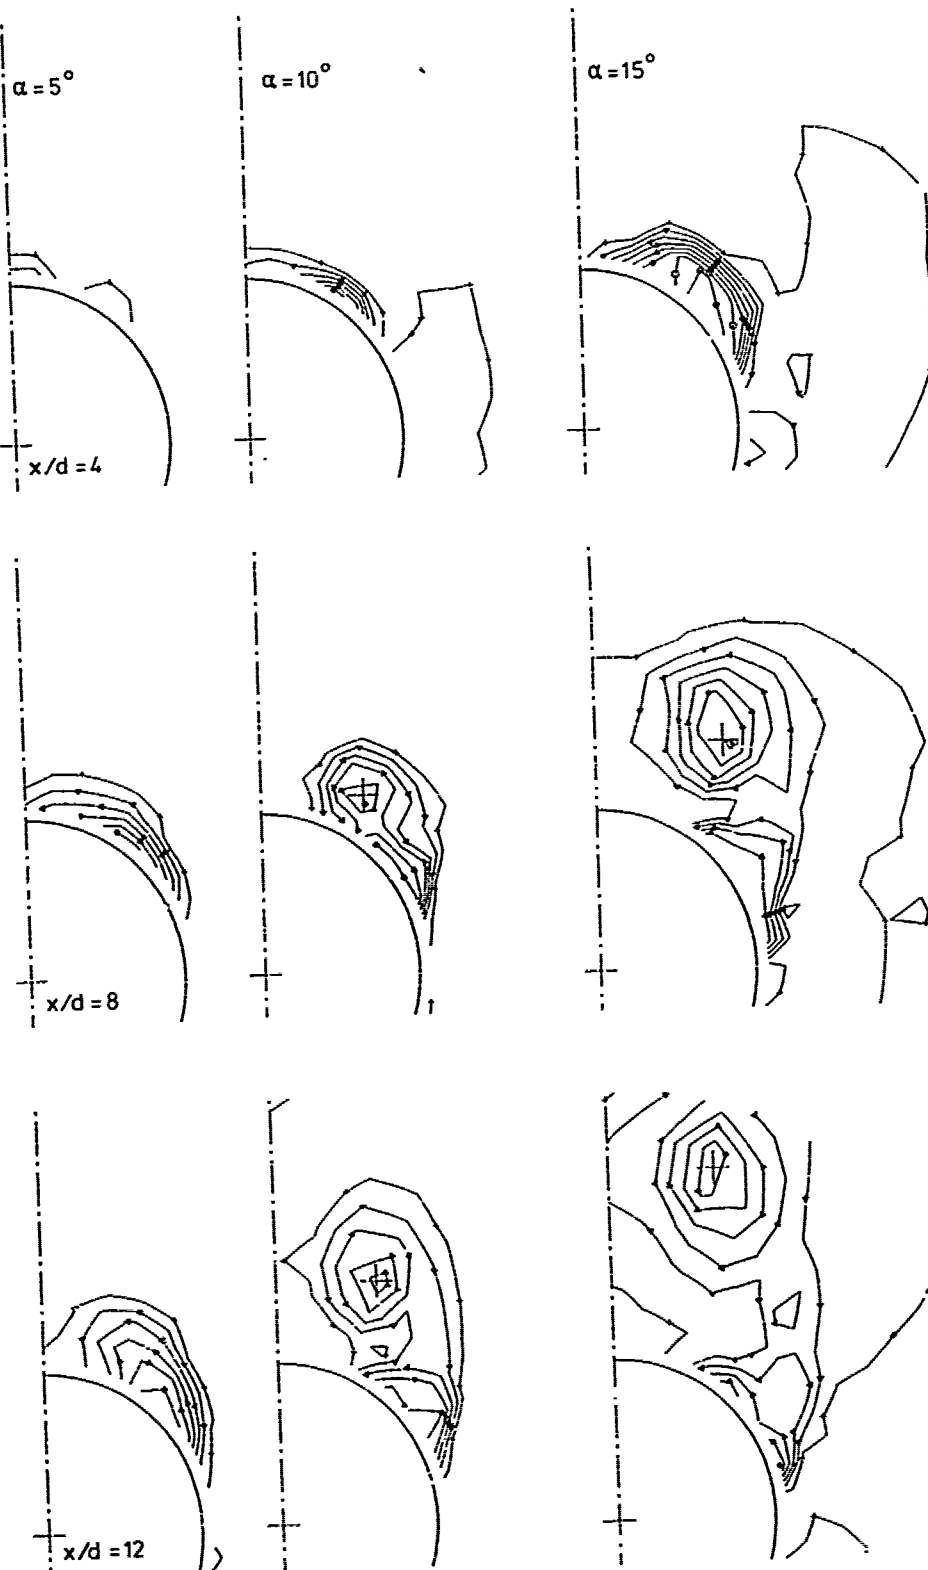 α = 5°
α = 10°
α = 15°
x/d = 4
x/d = 8
x/d = 12